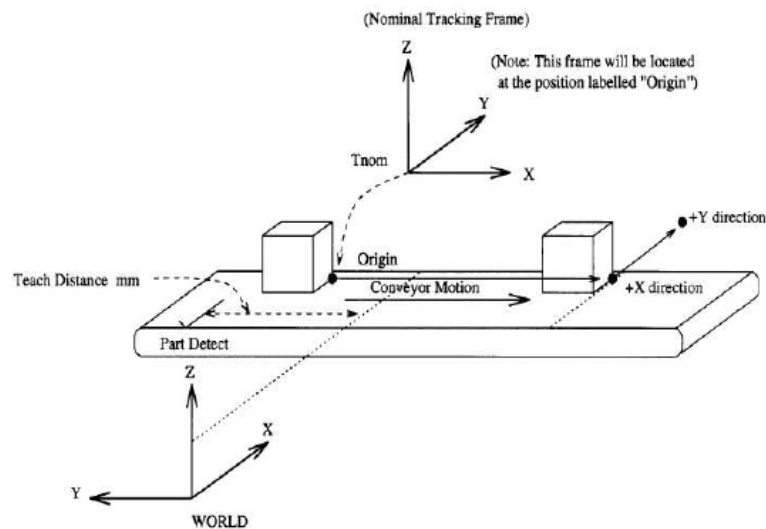 (Nominal Tracking Frame)
Z
(Note: This frame will be located
at the position labelled "Origin")
Y
Tnom
X
+Y direction
Origin
Teach Distance mm
Conveyor Motion
+X direction
Part Detect
Z
X
Y
WORLD